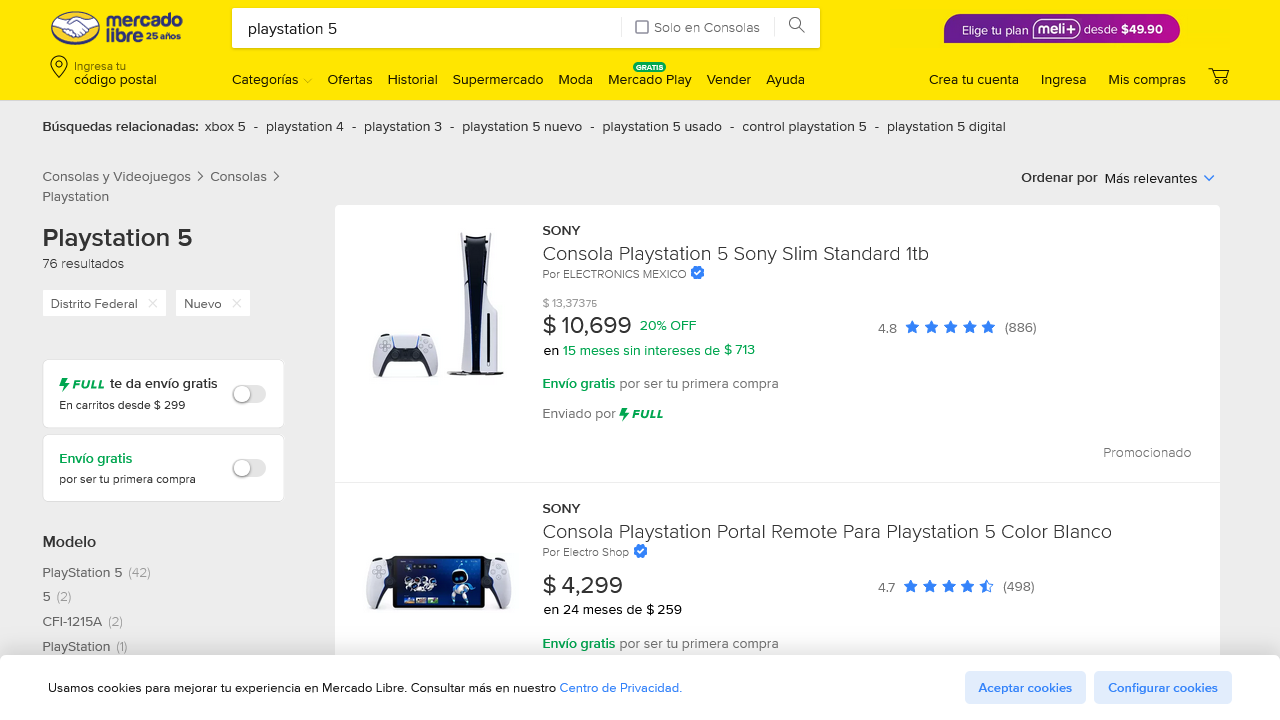 mercado
libre 25 años
playstation 5
Solo en Consolas
Elige tu plan meli+ desde $49.90
Ingresa tu
código postal
GRATIS
Categorías Ofertas Historial Supermercado Moda Mercado Play Vender Ayuda
Crea tu cuenta Ingresa Mis compras
Búsquedas relacionadas: xbox 5 - playstation 4 - playstation 3 - playstation 5 nuevo - playstation 5 usado - control playstation 5 - playstation 5 digital
Consolas y Videojuegos > Consolas >
Playstation
Ordenar por Más relevantes
Playstation 5
76 resultados
Distrito Federal Nuevo
FULL te da envío gratis
En carritos desde $ 299
Envío gratis
por ser tu primera compra
Modelo
PlayStation 5 (42)
5 (2)
CFI-1215A (2)
PlayStation (1)
SONY
Consola Playstation 5 Sony Slim Standard 1tb
Por ELECTRONICS MEXICO
$ 13,373 75
$ 10,699 20% OFF
en 15 meses sin intereses de $ 713
4.8 (886)
Envío gratis por ser tu primera compra
Enviado por FULL
Promocionado
SONY
Consola Playstation Portal Remote Para Playstation 5 Color Blanco
Por Electro Shop
$ 4,299
en 24 meses de $ 259
4.7 (498)
Envío gratis por ser tu primera compra
Usamos cookies para mejorar tu experiencia en Mercado Libre. Consultar más en nuestro Centro de Privacidad.
Aceptar cookies
Configurar cookies